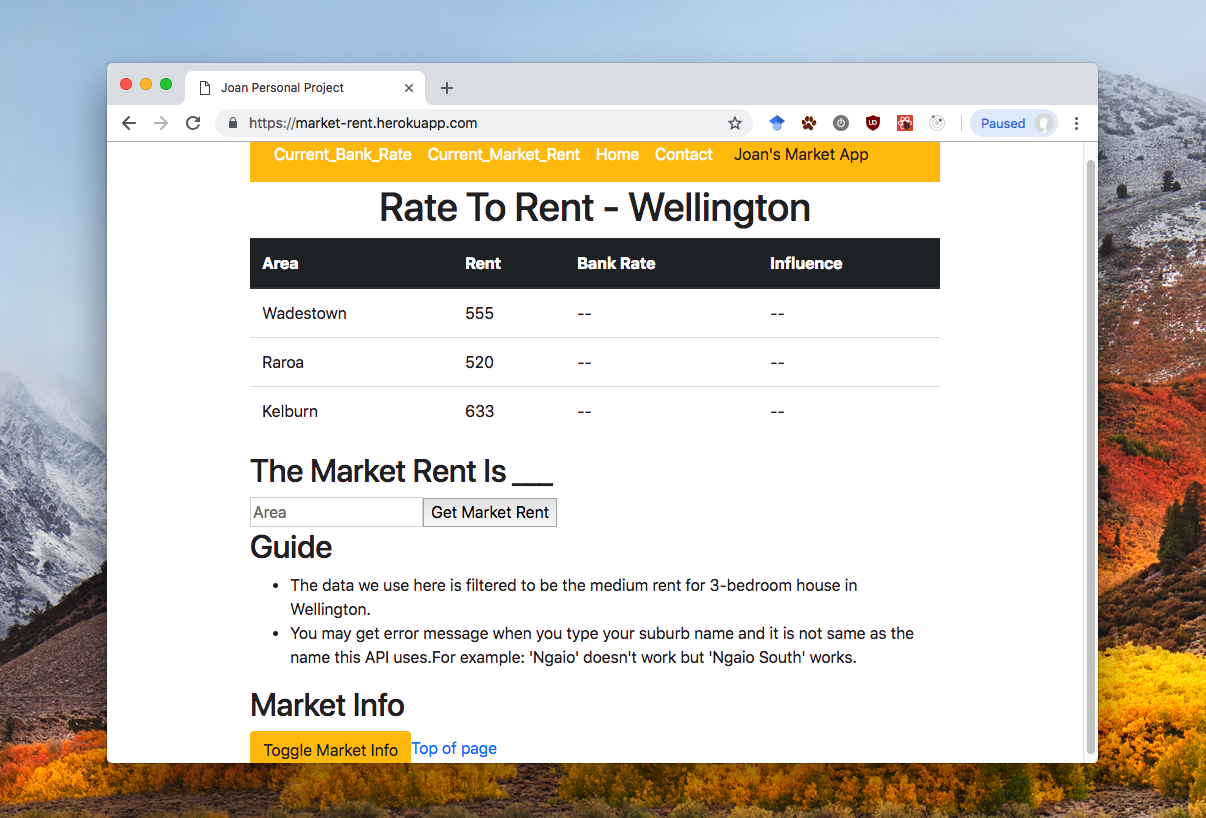 Joan Personal Project
https://market-rent.herokuapp.com
Paused
Current_Bank_Rate Current_Market_Rent Home Contact Joan's Market App
Rate To Rent - Wellington
Area Rent Bank Rate Influence
Wadestown 555 -- --
Raroa 520 -- --
Kelburn 633 -- --
The Market Rent Is ___
Area Get Market Rent
Guide
• The data we use here is filtered to be the medium rent for 3-bedroom house in
Wellington.
• You may get error message when you type your suburb name and it is not same as the
name this API uses.For example: 'Ngaio' doesn't work but 'Ngaio South' works.
Market Info
Toggle Market Info Top of page